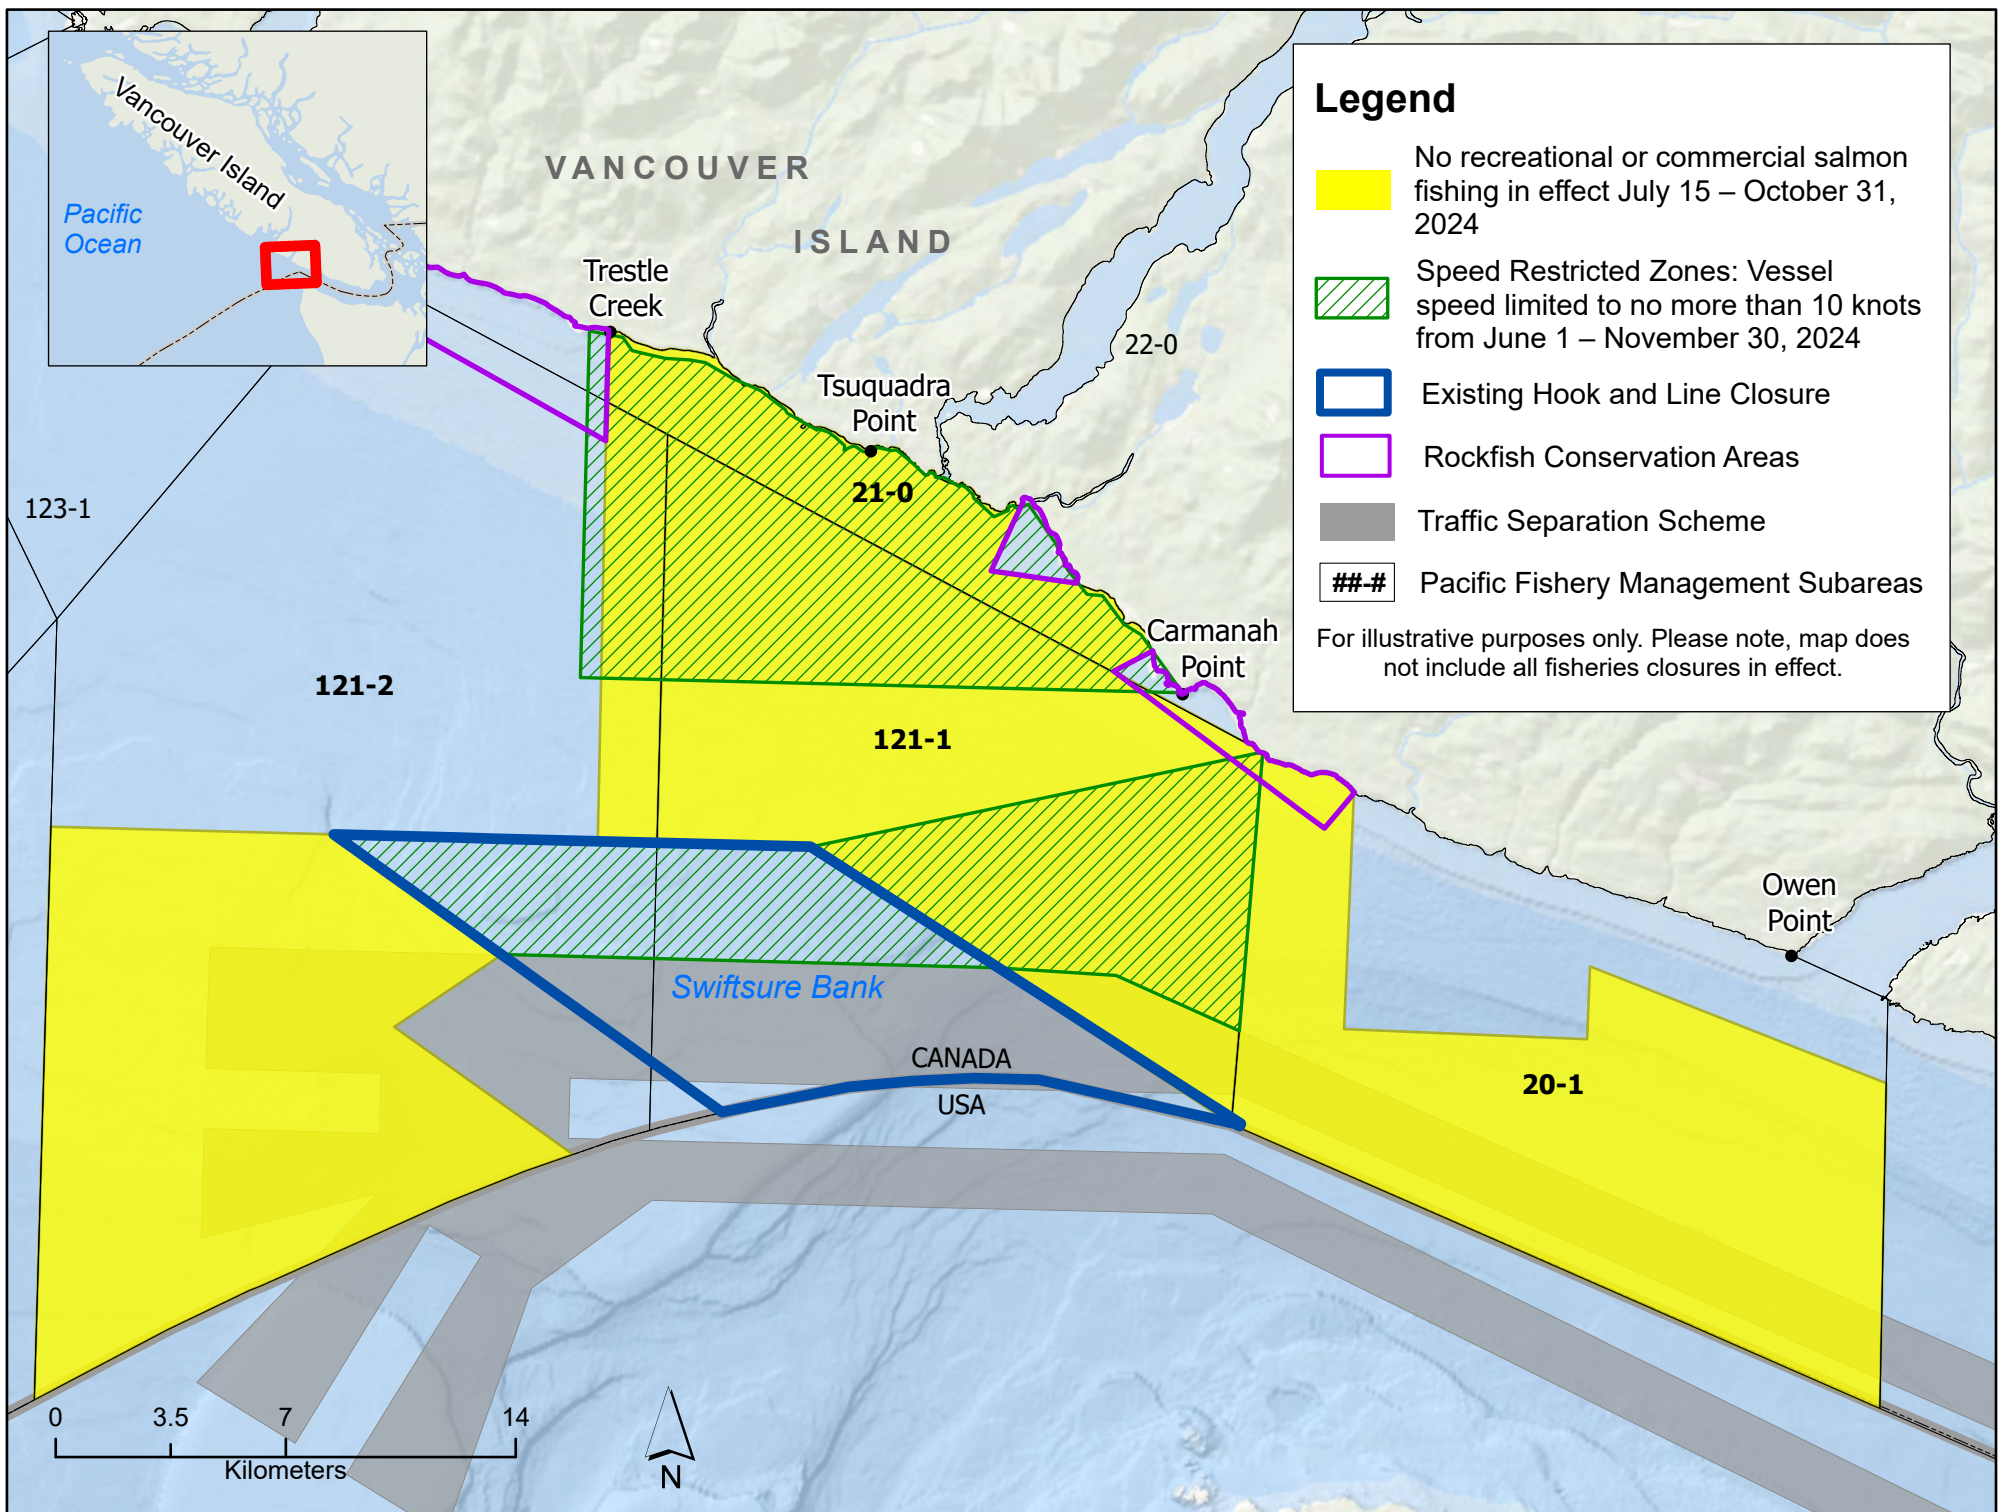 Vancouver Island
Pacific
Ocean
VANCOUVER
ISLAND
Trestle
Creek
Tsuquadra
Point
22-0
21-0
123-1
Carmanah
Point
121-2
121-1
Owen
Point
Swiftsure Bank
CANADA
USA
20-1
0 3.5 7 14
Kilometers
N
Legend
No recreational or commercial salmon
fishing in effect July 15 – October 31,
2024
Speed Restricted Zones: Vessel
speed limited to no more than 10 knots
from June 1 – November 30, 2024
Existing Hook and Line Closure
Rockfish Conservation Areas
Traffic Separation Scheme
##-# Pacific Fishery Management Subareas
For illustrative purposes only. Please note, map does
not include all fisheries closures in effect.